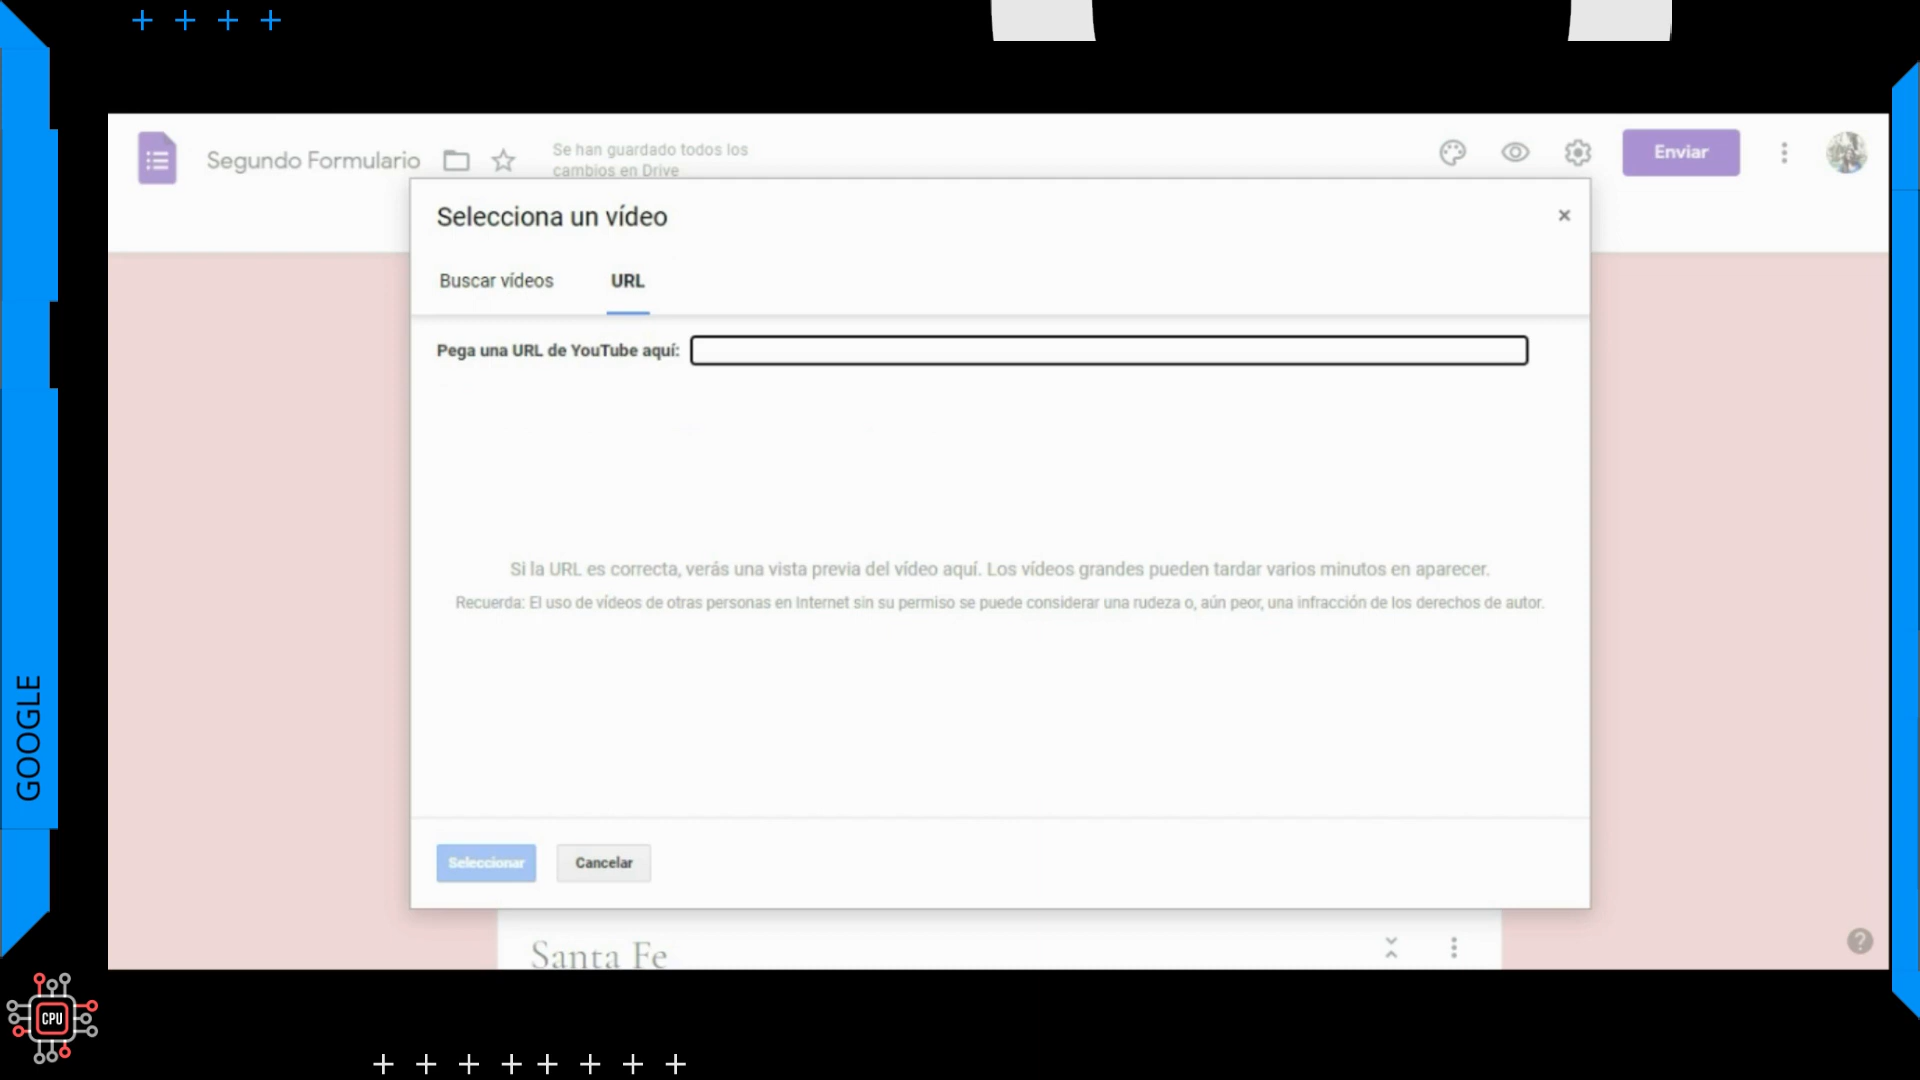 Segundo Formulario
Se han guardado todos los
cambios en Drive
Enviar
Selecciona un vídeo
×
Buscar vídeos
URL
Pega una URL de YouTube aquí:
Si la URL es correcta, verás una vista previa del vídeo aquí. Los vídeos grandes pueden tardar varios minutos en aparecer.
Recuerda: El uso de vídeos de otras personas en Internet sin su permiso se puede considerar una rudeza o, aún peor, una infracción de los derechos de autor.
Seleccionar
Cancelar
Santa Fe
GOOGLE
CPU